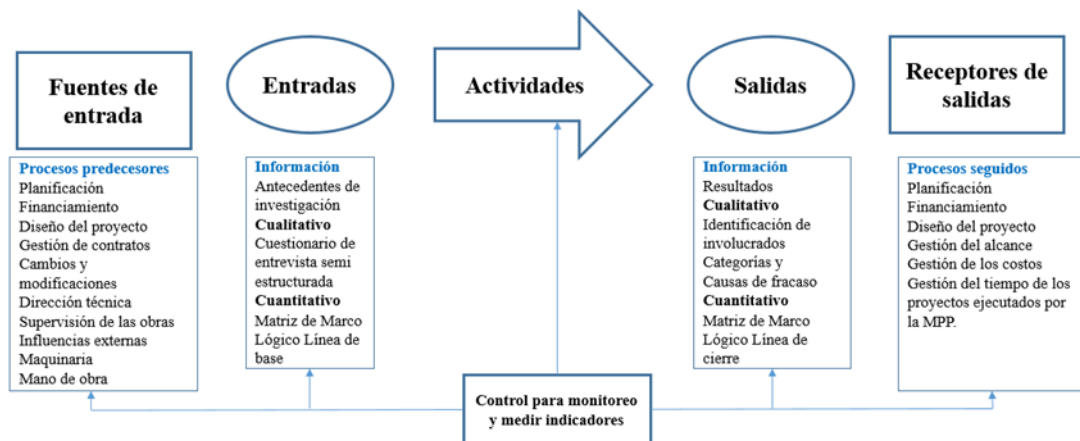 Fuentes de
entrada
Entradas
Actividades
Salidas
Receptores de
salidas
Procesos predecesores
Planificación
Financiamiento
Diseño del proyecto
Gestión de contratos
Cambios y
modificaciones
Dirección técnica
Supervisión de las obras
Influencias externas
Maquinaria
Mano de obra
Información
Antecedentes de
investigación
Cualitativo
Cuestionario de
entrevista semi
estructurada
Cuantitativo
Matriz de Marco
Lógico Línea de
base
Información
Resultados
Cualitativo
Identificación de
involucrados
Categorías y
Causas de fracaso
Cuantitativo
Matriz de Marco
Lógico Línea de
cierre
Procesos seguidos
Planificación
Financiamiento
Diseño del proyecto
Gestión del alcance
Gestión de los costos
Gestión del tiempo de los
proyectos ejecutados por
la MPP.
Control para monitoreo
y medir indicadores